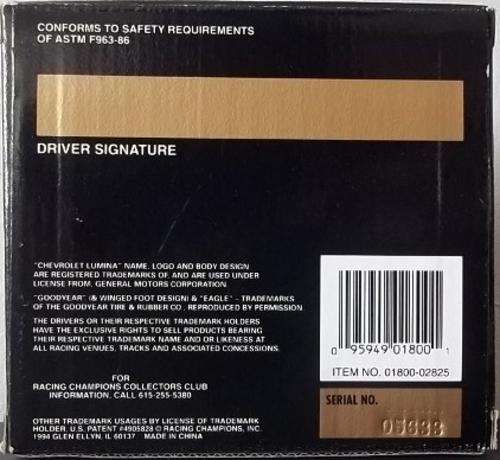 CONFORMS TO SAFETY REQUIREMENTS
OF ASTM F963-86
DRIVER SIGNATURE
"CHEVROLET LUMINA" NAME, LOGO AND BODY DESIGN
ARE REGISTERED TRADEMARKS OF, AND ARE USED UNDER
LICENSE FROM, GENERAL MOTORS CORPORATION
"GOODYEAR" (& WINGED FOOT DESIGN) & "EAGLE" - TRADEMARKS
OF THE GOODYEAR TIRE & RUBBER CO., REPRODUCED BY PERMISSION
THE DRIVERS OR THEIR RESPECTIVE TRADEMARK HOLDERS
HAVE THE EXCLUSIVE RIGHTS TO SELL PRODUCTS BEARING
THEIR RESPECTIVE TRADEMARK NAME AND OR LIKENESS AT
ALL RACING VENUES, TRACKS AND ASSOCIATED CONCESSIONS.
FOR
RACING CHAMPIONS COLLECTORS CLUB
INFORMATION, CALL 615-255-5380
OTHER TRADEMARK USAGES BY LICENSE OF TRADEMARK
HOLDER. U.S. PATENT #4905828 © RACING CHAMPIONS, INC.
1994 GLEN ELLYN, IL 60137 MADE IN CHINA
0 95949 01800 1
ITEM NO. 01800-02825
SERIAL NO.